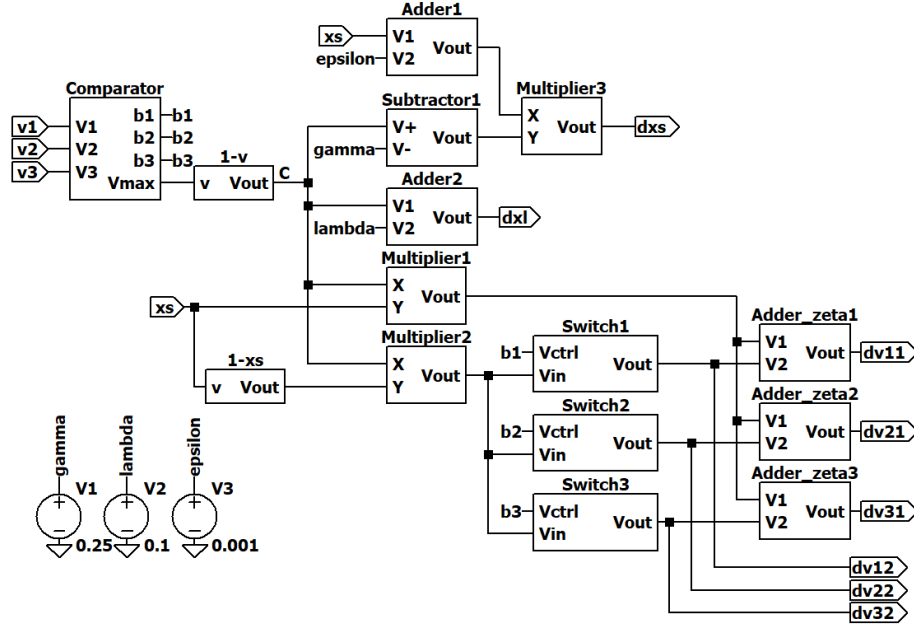 Adder1
xs
V1
Vout
epsilon
V2
Comparator
Subtractor1
Multiplier3
v1
V1
b1
b1
V+
Vout
X
Vout
dxs
v2
V2
b2
b2
gamma
V-
Y
v3
V3
b3
b3
1-v
Vmax
v
Vout
C
Adder2
V1
Vout
dxl
lambda
V2
Multiplier1
X
Vout
xs
Y
Multiplier2
Switch1
Adder_zeta1
X
Vout
b1
Vctrl
Vout
V1
Vout
dv11
1-xs
Y
Vin
V2
v
Vout
Switch2
Adder_zeta2
b2
Vctrl
Vout
V1
Vout
dv21
Vin
V2
Switch3
Adder_zeta3
b3
Vctrl
Vout
V1
Vout
dv31
Vin
V2
gamma
lambda
epsilon
V1
V2
V3
0.25
0.1
0.001
dv12
dv22
dv32